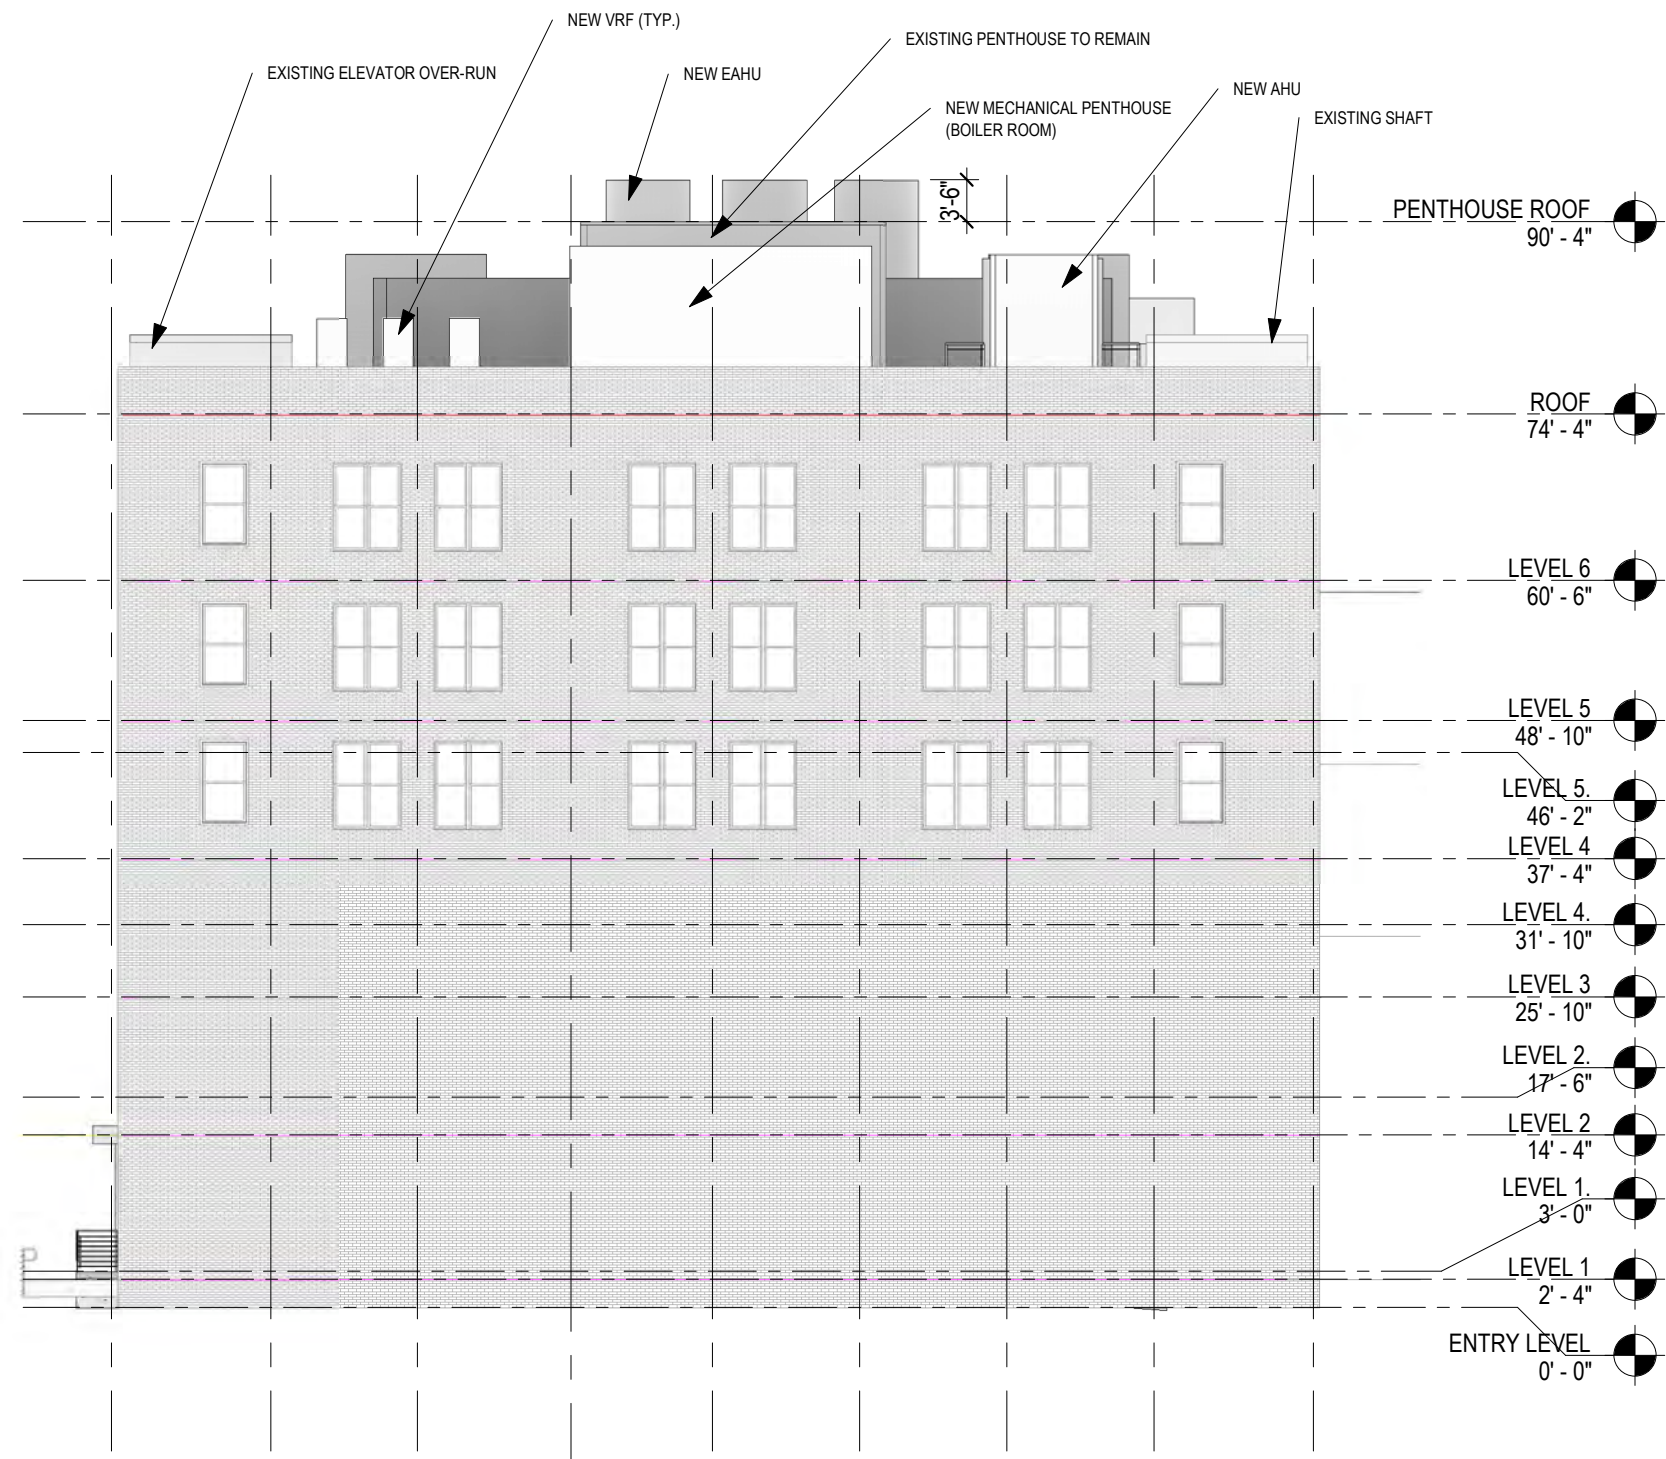 NEW VRF (TYP.)
EXISTING PENTHOUSE TO REMAIN
EXISTING ELEVATOR OVER-RUN
NEW EAHU
NEW AHU
NEW MECHANICAL PENTHOUSE
(BOILER ROOM)
EXISTING SHAFT
3'-6"
PENTHOUSE ROOF
90' - 4"
ROOF
74' - 4"
LEVEL 6
60' - 6"
LEVEL 5
48' - 10"
LEVEL 5.
46' - 2"
LEVEL 4
37' - 4"
LEVEL 4.
31' - 10"
LEVEL 3
25' - 10"
LEVEL 2.
17' - 6"
LEVEL 2
14' - 4"
LEVEL 1.
3' - 0"
LEVEL 1
2' - 4"
ENTRY LEVEL
0' - 0"